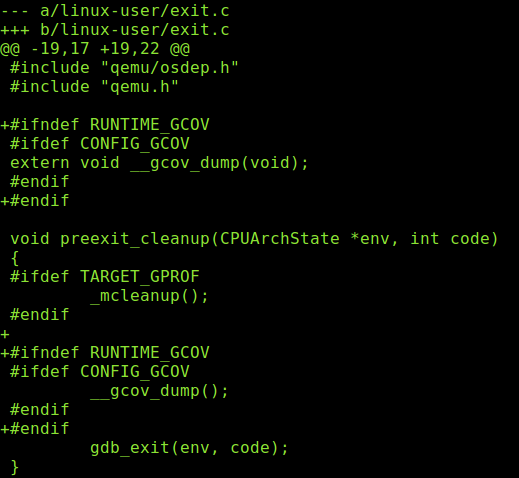 --- a/linux-user/exit.c
+++ b/linux-user/exit.c
@@ -19,17 +19,22 @@
 #include "qemu/osdep.h"
 #include "qemu.h"

+#ifndef RUNTIME_GCOV
 #ifdef CONFIG_GCOV
 extern void __gcov_dump(void);
 #endif
+#endif

 void preexit_cleanup(CPUArchState *env, int code)
 {
 #ifdef TARGET_GPROF
         _mcleanup();
 #endif
+
+#ifndef RUNTIME_GCOV
 #ifdef CONFIG_GCOV
         __gcov_dump();
 #endif
+#endif
         gdb_exit(env, code);
 }